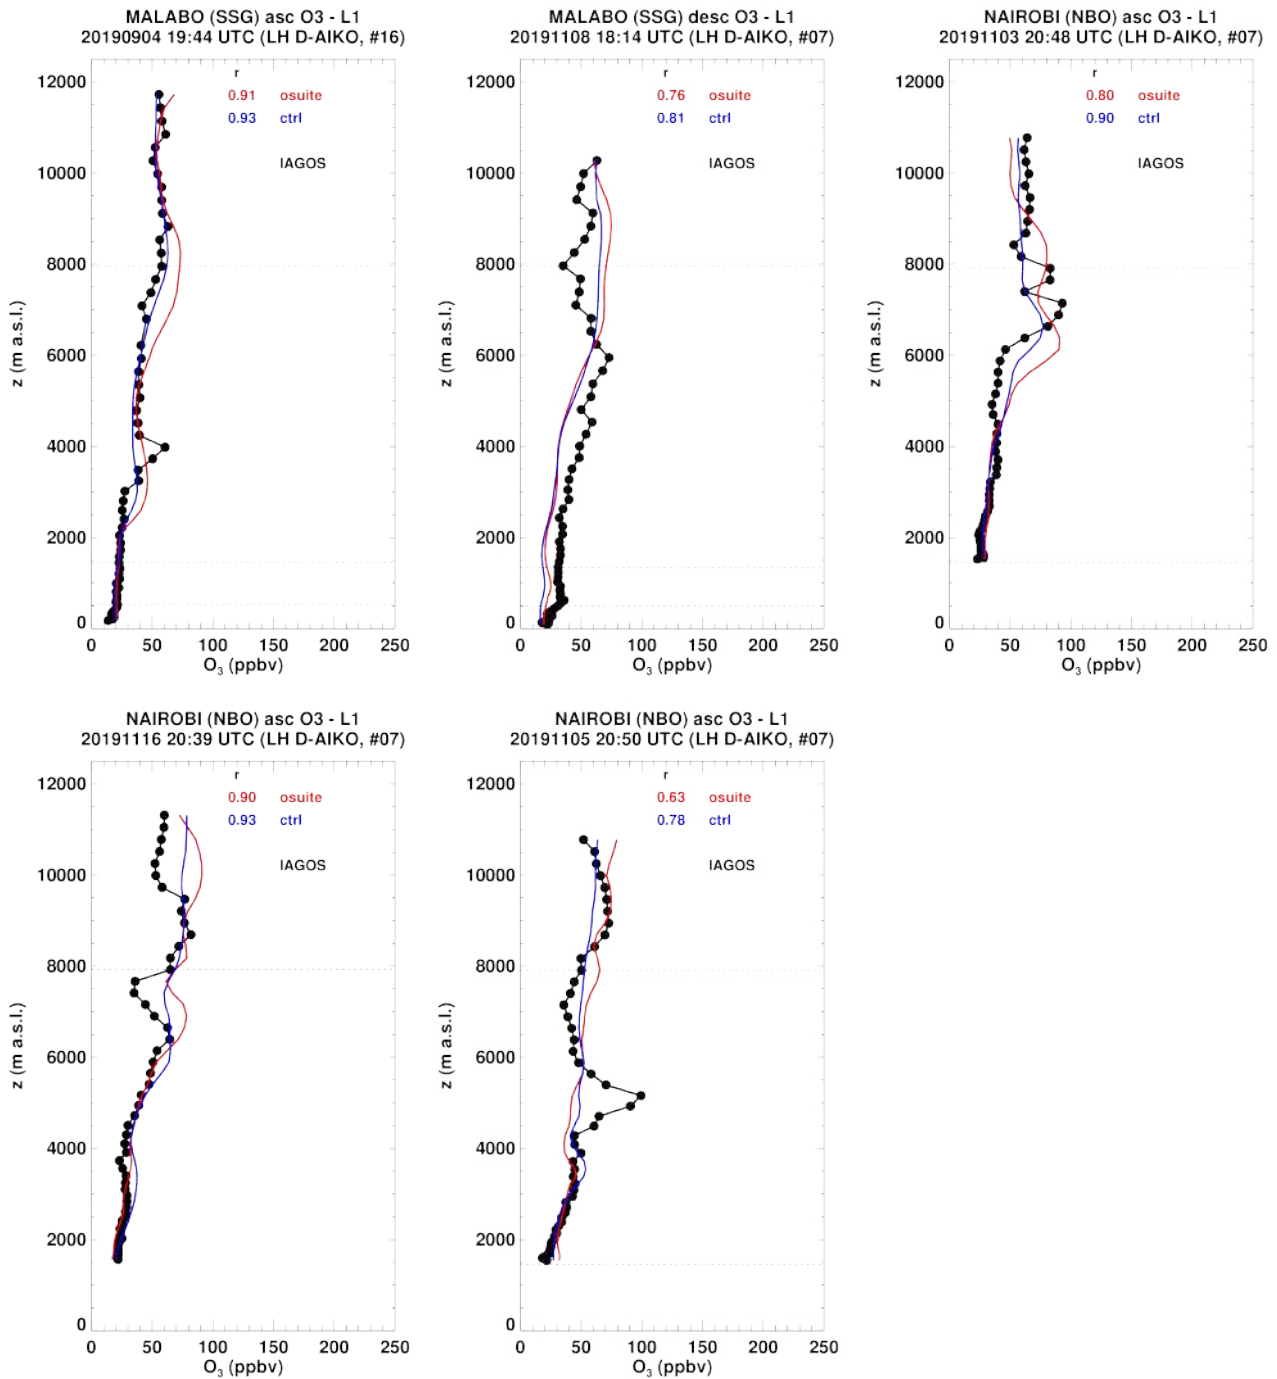 MALABO (SSG) asc O3 - L1
20190904 19:44 UTC (LH D-AIKO, #16)
r
0.91 osuite
0.93 ctrl
IAGOS
12000
10000
8000
6000
4000
2000
0
z (m a.s.l.)
0 50 100 150 200 250
O3 (ppbv)
MALABO (SSG) desc O3 - L1
20191108 18:14 UTC (LH D-AIKO, #07)
r
0.76 osuite
0.81 ctrl
IAGOS
12000
10000
8000
6000
4000
2000
0
z (m a.s.l.)
0 50 100 150 200 250
O3 (ppbv)
NAIROBI (NBO) asc O3 - L1
20191103 20:48 UTC (LH D-AIKO, #07)
r
0.80 osuite
0.90 ctrl
IAGOS
12000
10000
8000
6000
4000
2000
0
z (m a.s.l.)
0 50 100 150 200 250
O3 (ppbv)
NAIROBI (NBO) asc O3 - L1
20191116 20:39 UTC (LH D-AIKO, #07)
r
0.90 osuite
0.93 ctrl
IAGOS
12000
10000
8000
6000
4000
2000
0
z (m a.s.l.)
0 50 100 150 200 250
O3 (ppbv)
NAIROBI (NBO) asc O3 - L1
20191105 20:50 UTC (LH D-AIKO, #07)
r
0.63 osuite
0.78 ctrl
IAGOS
12000
10000
8000
6000
4000
2000
0
z (m a.s.l.)
0 50 100 150 200 250
O3 (ppbv)